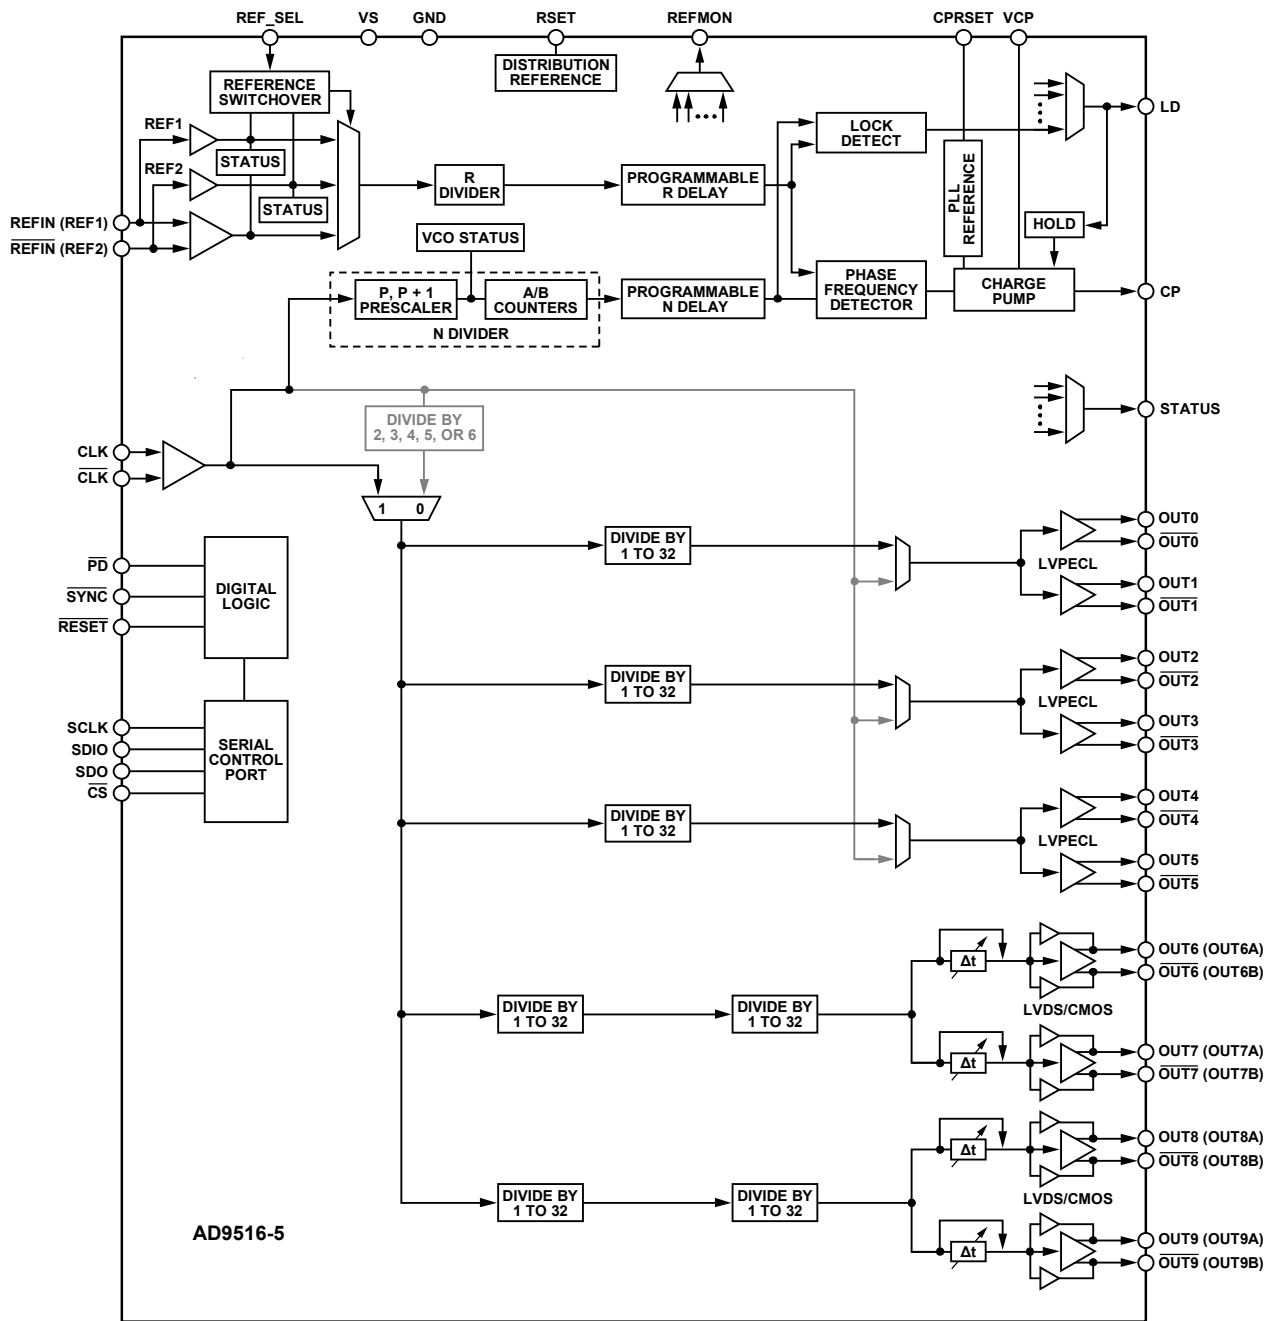 REF_SEL VS GND RSET REFMON CPRSET VCP
DISTRIBUTION
REFERENCE
REFERENCE
SWITCHOVER
LD
REF1
LOCK
DETECT
STATUS
REF2
R
DIVIDER
PROGRAMMABLE
R DELAY
PLL
REFERENCE
STATUS
HOLD
REFIN (REF1)
REFIN (REF2)
VCO STATUS
P, P + 1
PRESCALER
A/B
COUNTERS
PROGRAMMABLE
N DELAY
PHASE
FREQUENCY
DETECTOR
CHARGE
PUMP
CP
N DIVIDER
DIVIDE BY
2, 3, 4, 5, OR 6
STATUS
CLK
CLK
1 0
DIVIDE BY
1 TO 32
OUT0
OUT0
LVPECL
OUT1
OUT1
PD
SYNC
RESET
DIGITAL
LOGIC
DIVIDE BY
1 TO 32
OUT2
OUT2
LVPECL
OUT3
OUT3
SCLK
SDIO
SDO
CS
SERIAL
CONTROL
PORT
DIVIDE BY
1 TO 32
OUT4
OUT4
LVPECL
OUT5
OUT5
Δt
OUT6 (OUT6A)
OUT6 (OUT6B)
DIVIDE BY
1 TO 32
DIVIDE BY
1 TO 32
LVDS/CMOS
Δt
OUT7 (OUT7A)
OUT7 (OUT7B)
Δt
OUT8 (OUT8A)
OUT8 (OUT8B)
DIVIDE BY
1 TO 32
DIVIDE BY
1 TO 32
LVDS/CMOS
AD9516-5
Δt
OUT9 (OUT9A)
OUT9 (OUT9B)